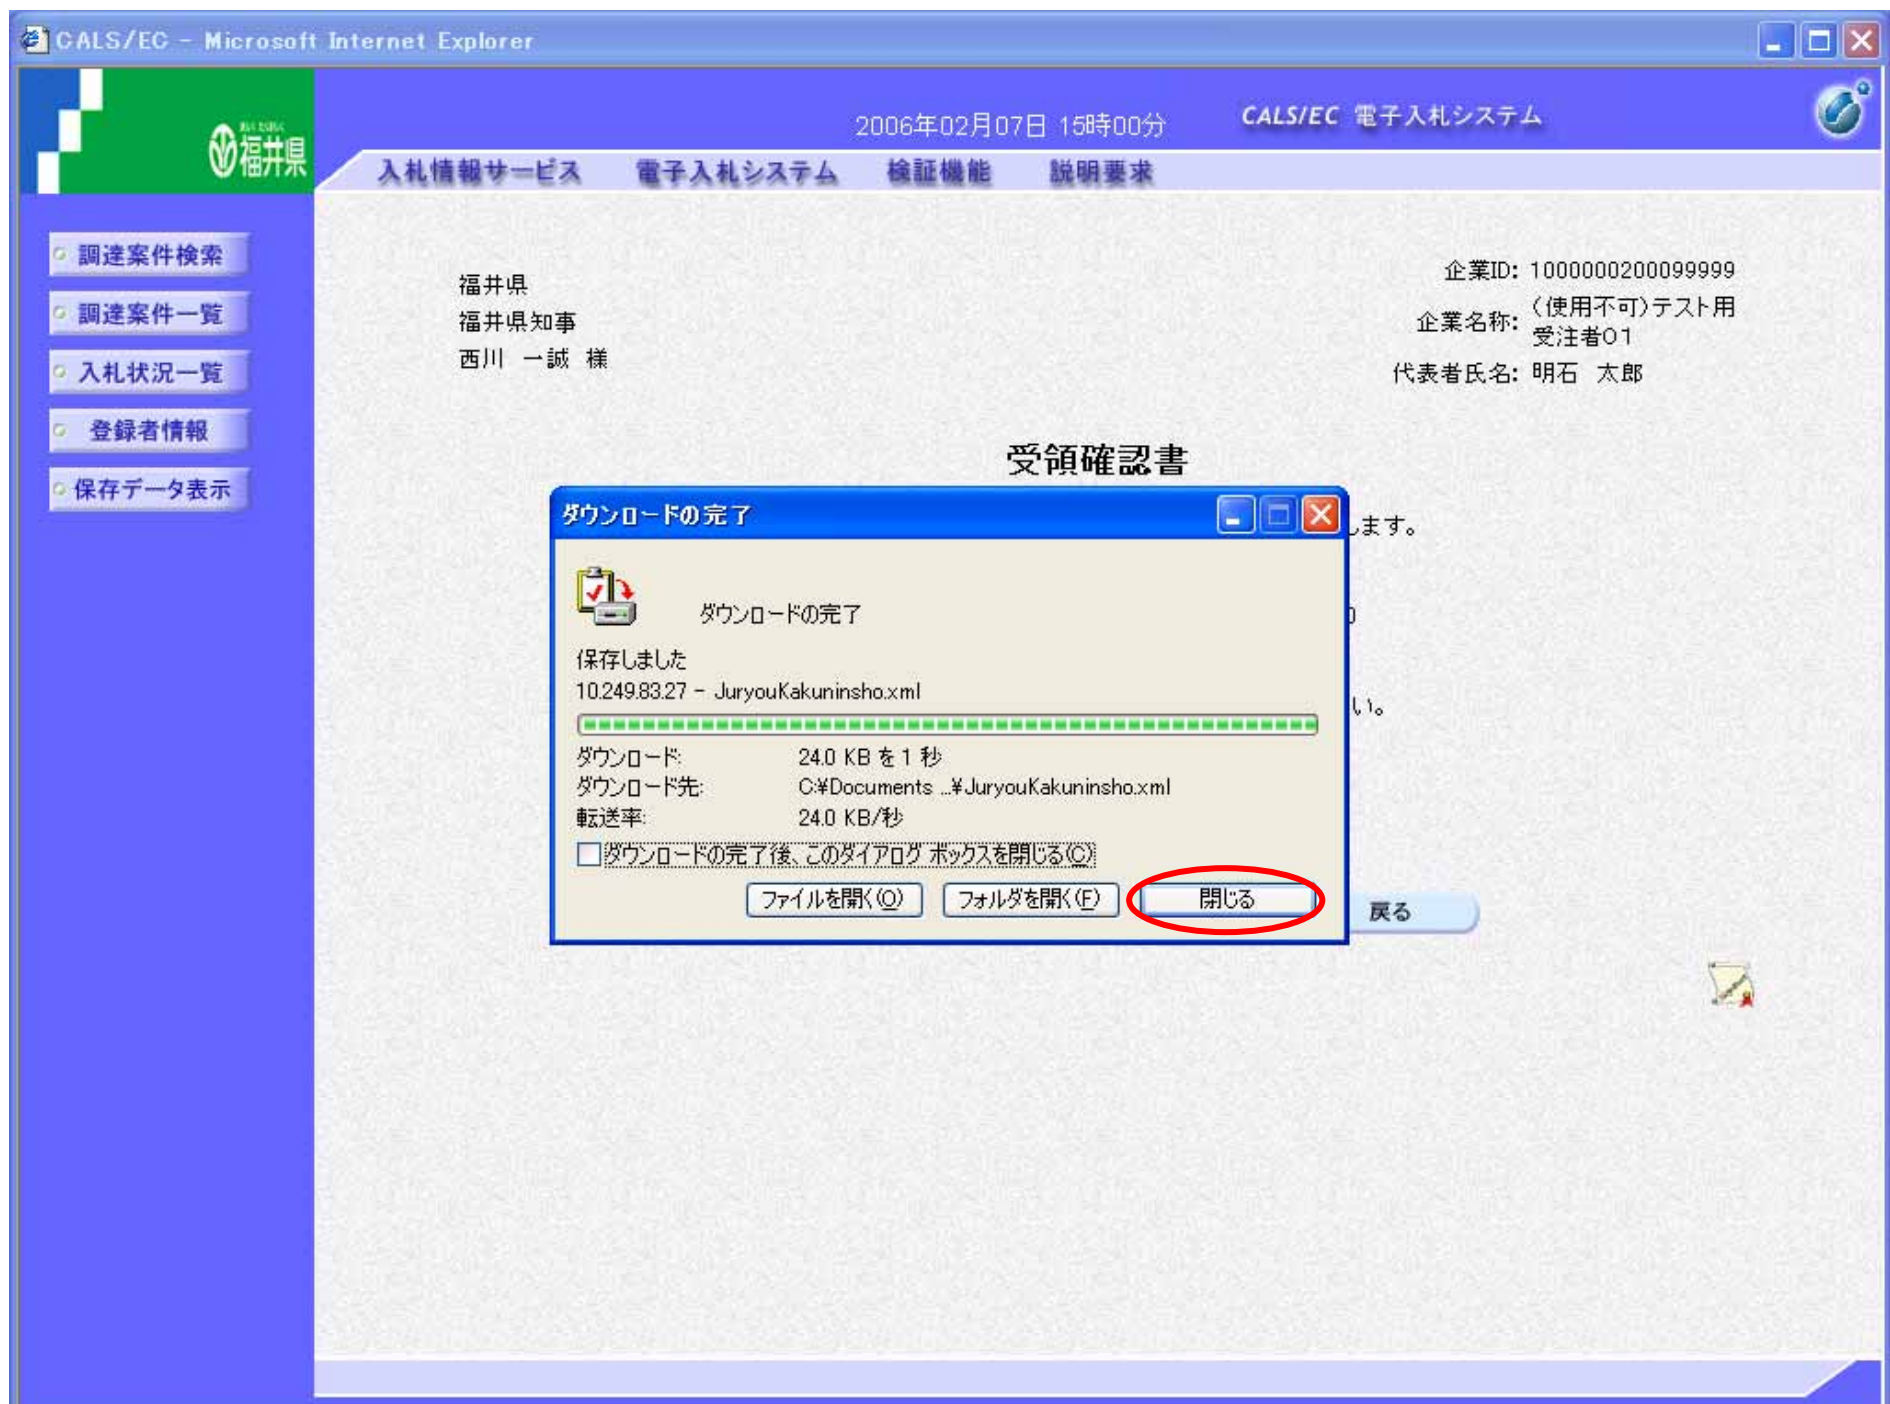 CALS/EC - Microsoft Internet Explorer
福井県
2006年02月07日 15時00分
CALS/EC 電子入札システム
入札情報サービス 電子入札システム 検証機能 説明要求
調達案件検索
調達案件一覧
入札状況一覧
登録者情報
保存データ表示
福井県
福井県知事
西川 一誠 様
企業ID: 1000000200099999
企業名称: (使用不可)テスト用
受注者01
代表者氏名: 明石 太郎
受領確認書
します。
い。
ダウンロードの完了
ダウンロードの完了
保存しました
10.249.83.27 - JuryouKakuninsho.xml
ダウンロード: 24.0 KB を 1 秒
ダウンロード先: C:¥Documents ...¥JuryouKakuninsho.xml
転送率: 24.0 KB/秒
ダウンロードの完了後、このダイアログ ボックスを閉じる(C)
ファイルを開く(O) フォルダを開く(F) 閉じる
戻る